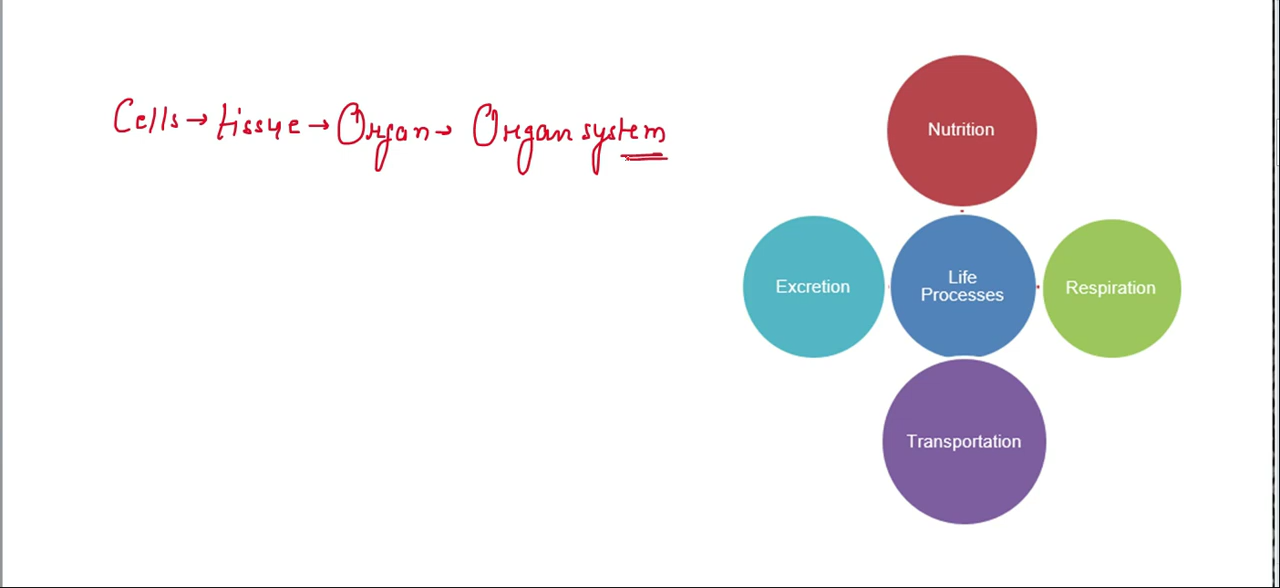 Cells → tissue → Organ → Organ system
Nutrition
Excretion
Life
Processes
Respiration
Transportation